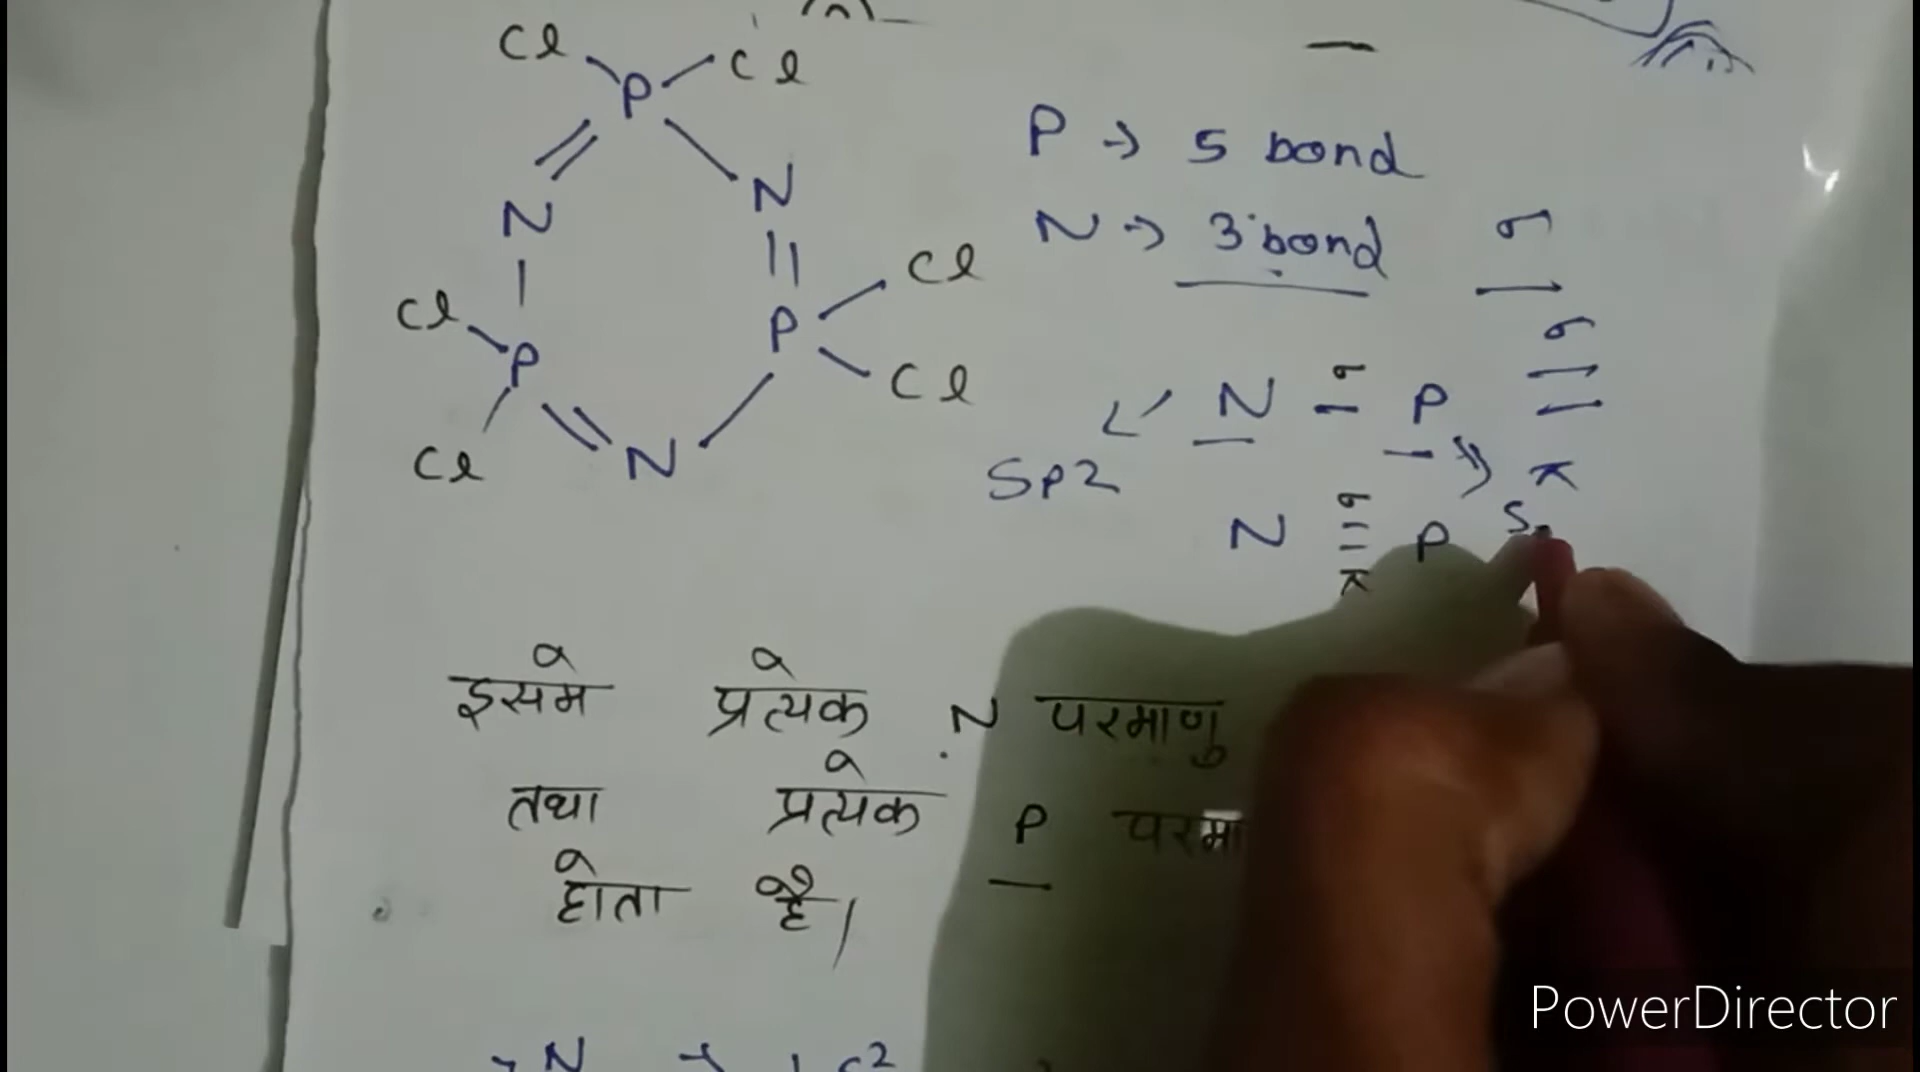 Cl Cl
P
P → 5 bond
N N
N → 3 bond σ
Cl Cl
σ
P P
Cl
σ
N P
Cl N
π
sp2
σ
N P S
π
इसमे प्रत्येक N परमाणु
तथा प्रत्येक P परमा
होता है।
N
PowerDirector